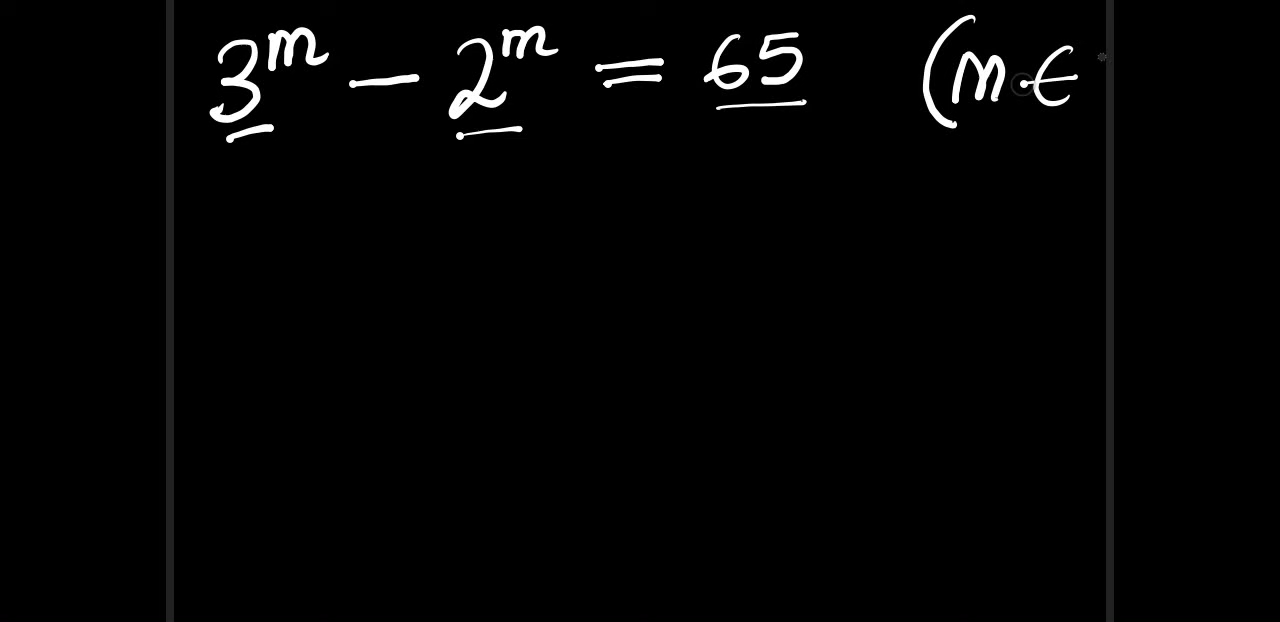 3^m - 2^m = 65 (m ∈